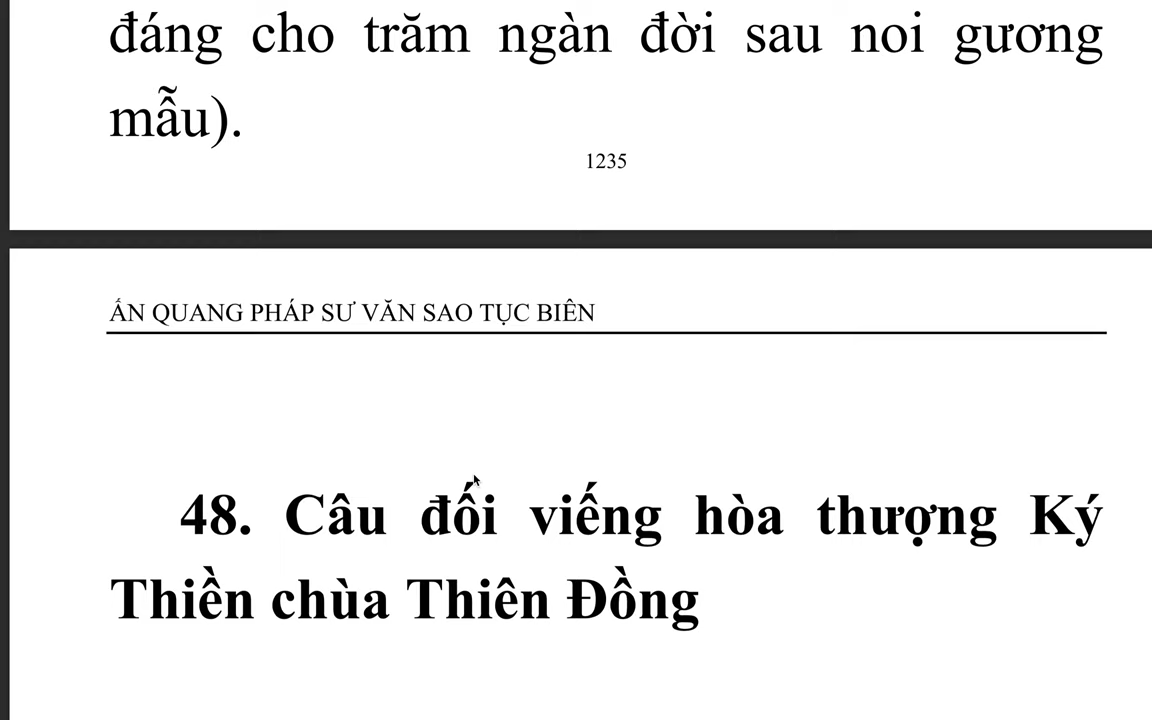 đáng cho trăm ngàn đời sau noi gương
mẫu).
1235
ẤN QUANG PHÁP SƯ VĂN SAO TỤC BIÊN
48. Câu đối viếng hòa thượng Ký
Thiền chùa Thiên Đồng